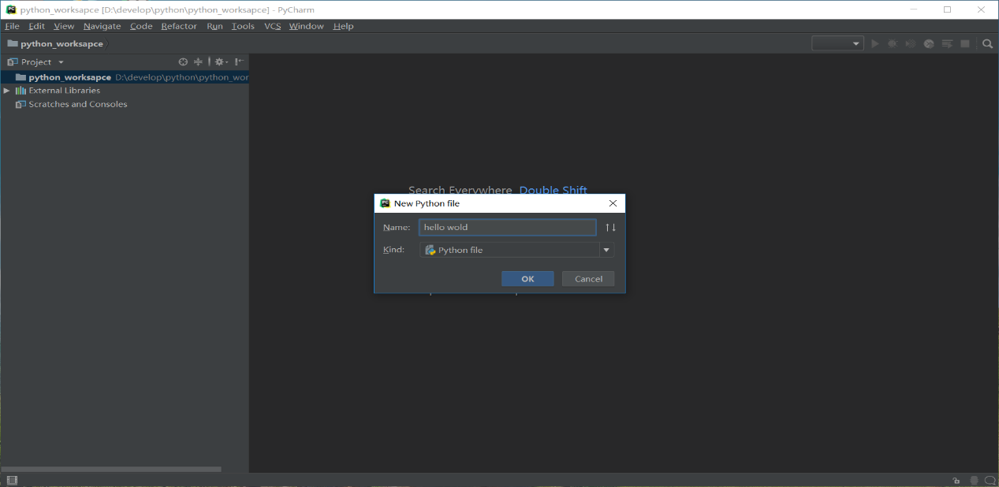 python_worksapce [D:\develop\python\python_worksapce] - PyCharm
File Edit View Navigate Code Refactor Run Tools VCS Window Help
python_worksapce
Project
python_worksapce D:\develop\python\python_wor
External Libraries
Scratches and Consoles
Search Everywhere Double Shift
New Python file
Name: hello wold
Kind: Python file
OK Cancel